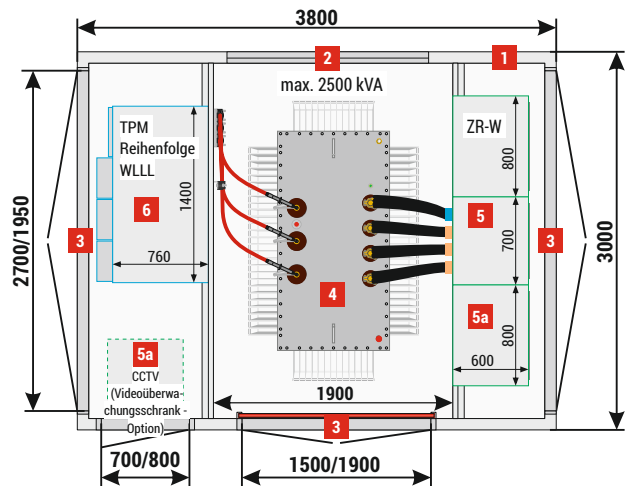 3800
2
1
max. 2500 kVA
TPM
Reihenfolge
WLLL
ZR-W
800
6
1400
5
700
3
3
2700/1950
3000
760
4
5a
5a
800
CCTV
(Videoüberwa-
chungsschrank -
Option)
600
1900
3
700/800
1500/1900